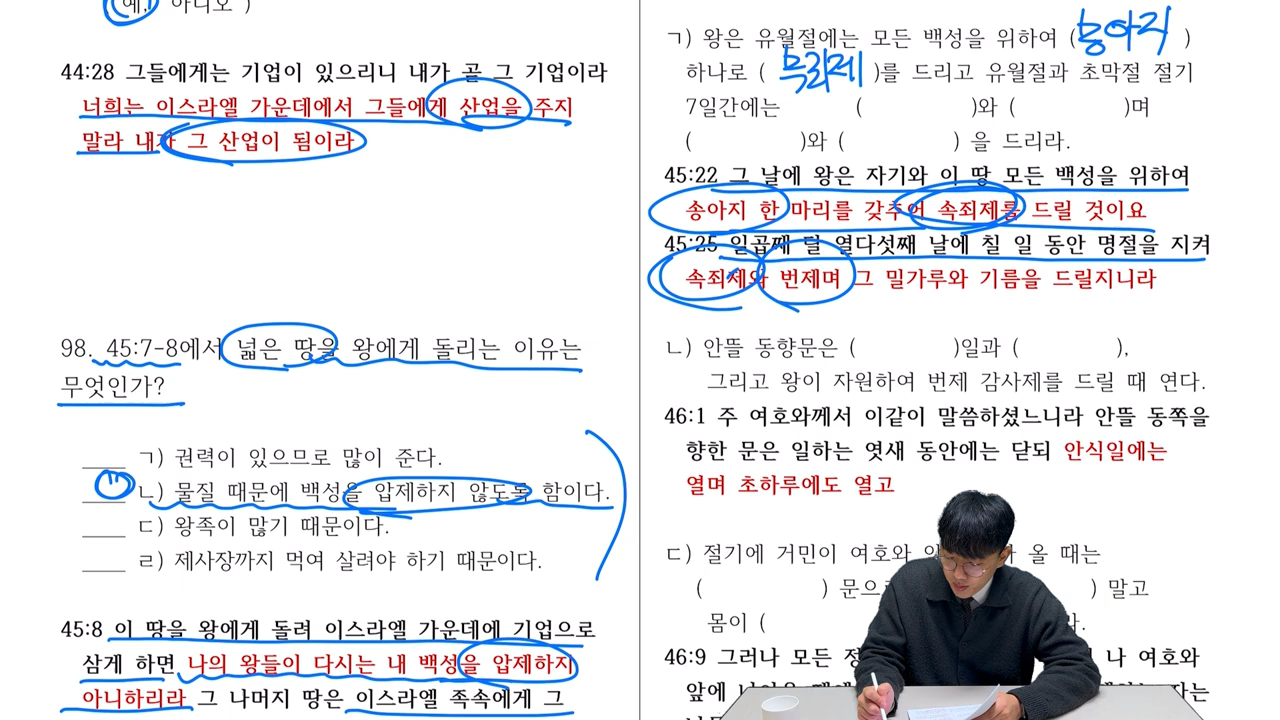 예, 아니오 )
44:28 그들에게는 기업이 있으리니 내가 곧 그 기업이라
너희는 이스라엘 가운데에서 그들에게 산업을 주지
말라 내가 그 산업이 됨이라
98. 45:7-8에서 넓은 땅을 왕에게 돌리는 이유는
무엇인가?
____ ㄱ) 권력이 있으므로 많이 준다.
____ ㄴ) 물질 때문에 백성을 압제하지 않도록 함이다.
____ ㄷ) 왕족이 많기 때문이다.
____ ㄹ) 제사장까지 먹여 살려야 하기 때문이다.
45:8 이 땅을 왕에게 돌려 이스라엘 가운데에 기업으로
삼게 하면 나의 왕들이 다시는 내 백성을 압제하지
아니하리라 그 나머지 땅은 이스라엘 족속에게 그
ㄱ) 왕은 유월절에는 모든 백성을 위하여 (송아지 )
하나로 ( 속죄제 )를 드리고 유월절과 초막절 절기
7일간에는 ( )와 ( )며
( )와 ( ) 을 드리라.
45:22 그 날에 왕은 자기와 이 땅 모든 백성을 위하여
송아지 한 마리를 갖추어 속죄제를 드릴 것이요
45:25 일곱째 달 열다섯째 날에 칠 일 동안 명절을 지켜
속죄제와 번제며 그 밀가루와 기름을 드릴지니라
ㄴ) 안뜰 동향문은 ( )일과 ( ),
그리고 왕이 자원하여 번제 감사제를 드릴 때 연다.
46:1 주 여호와께서 이같이 말씀하셨느니라 안뜰 동쪽을
향한 문은 일하는 엿새 동안에는 닫되 안식일에는
열며 초하루에도 열고
ㄷ) 절기에 거민이 여호와 올 때는
( ) 문으 ) 말고
몸이 (
46:9 그러나 모든 나 여호와
앞에